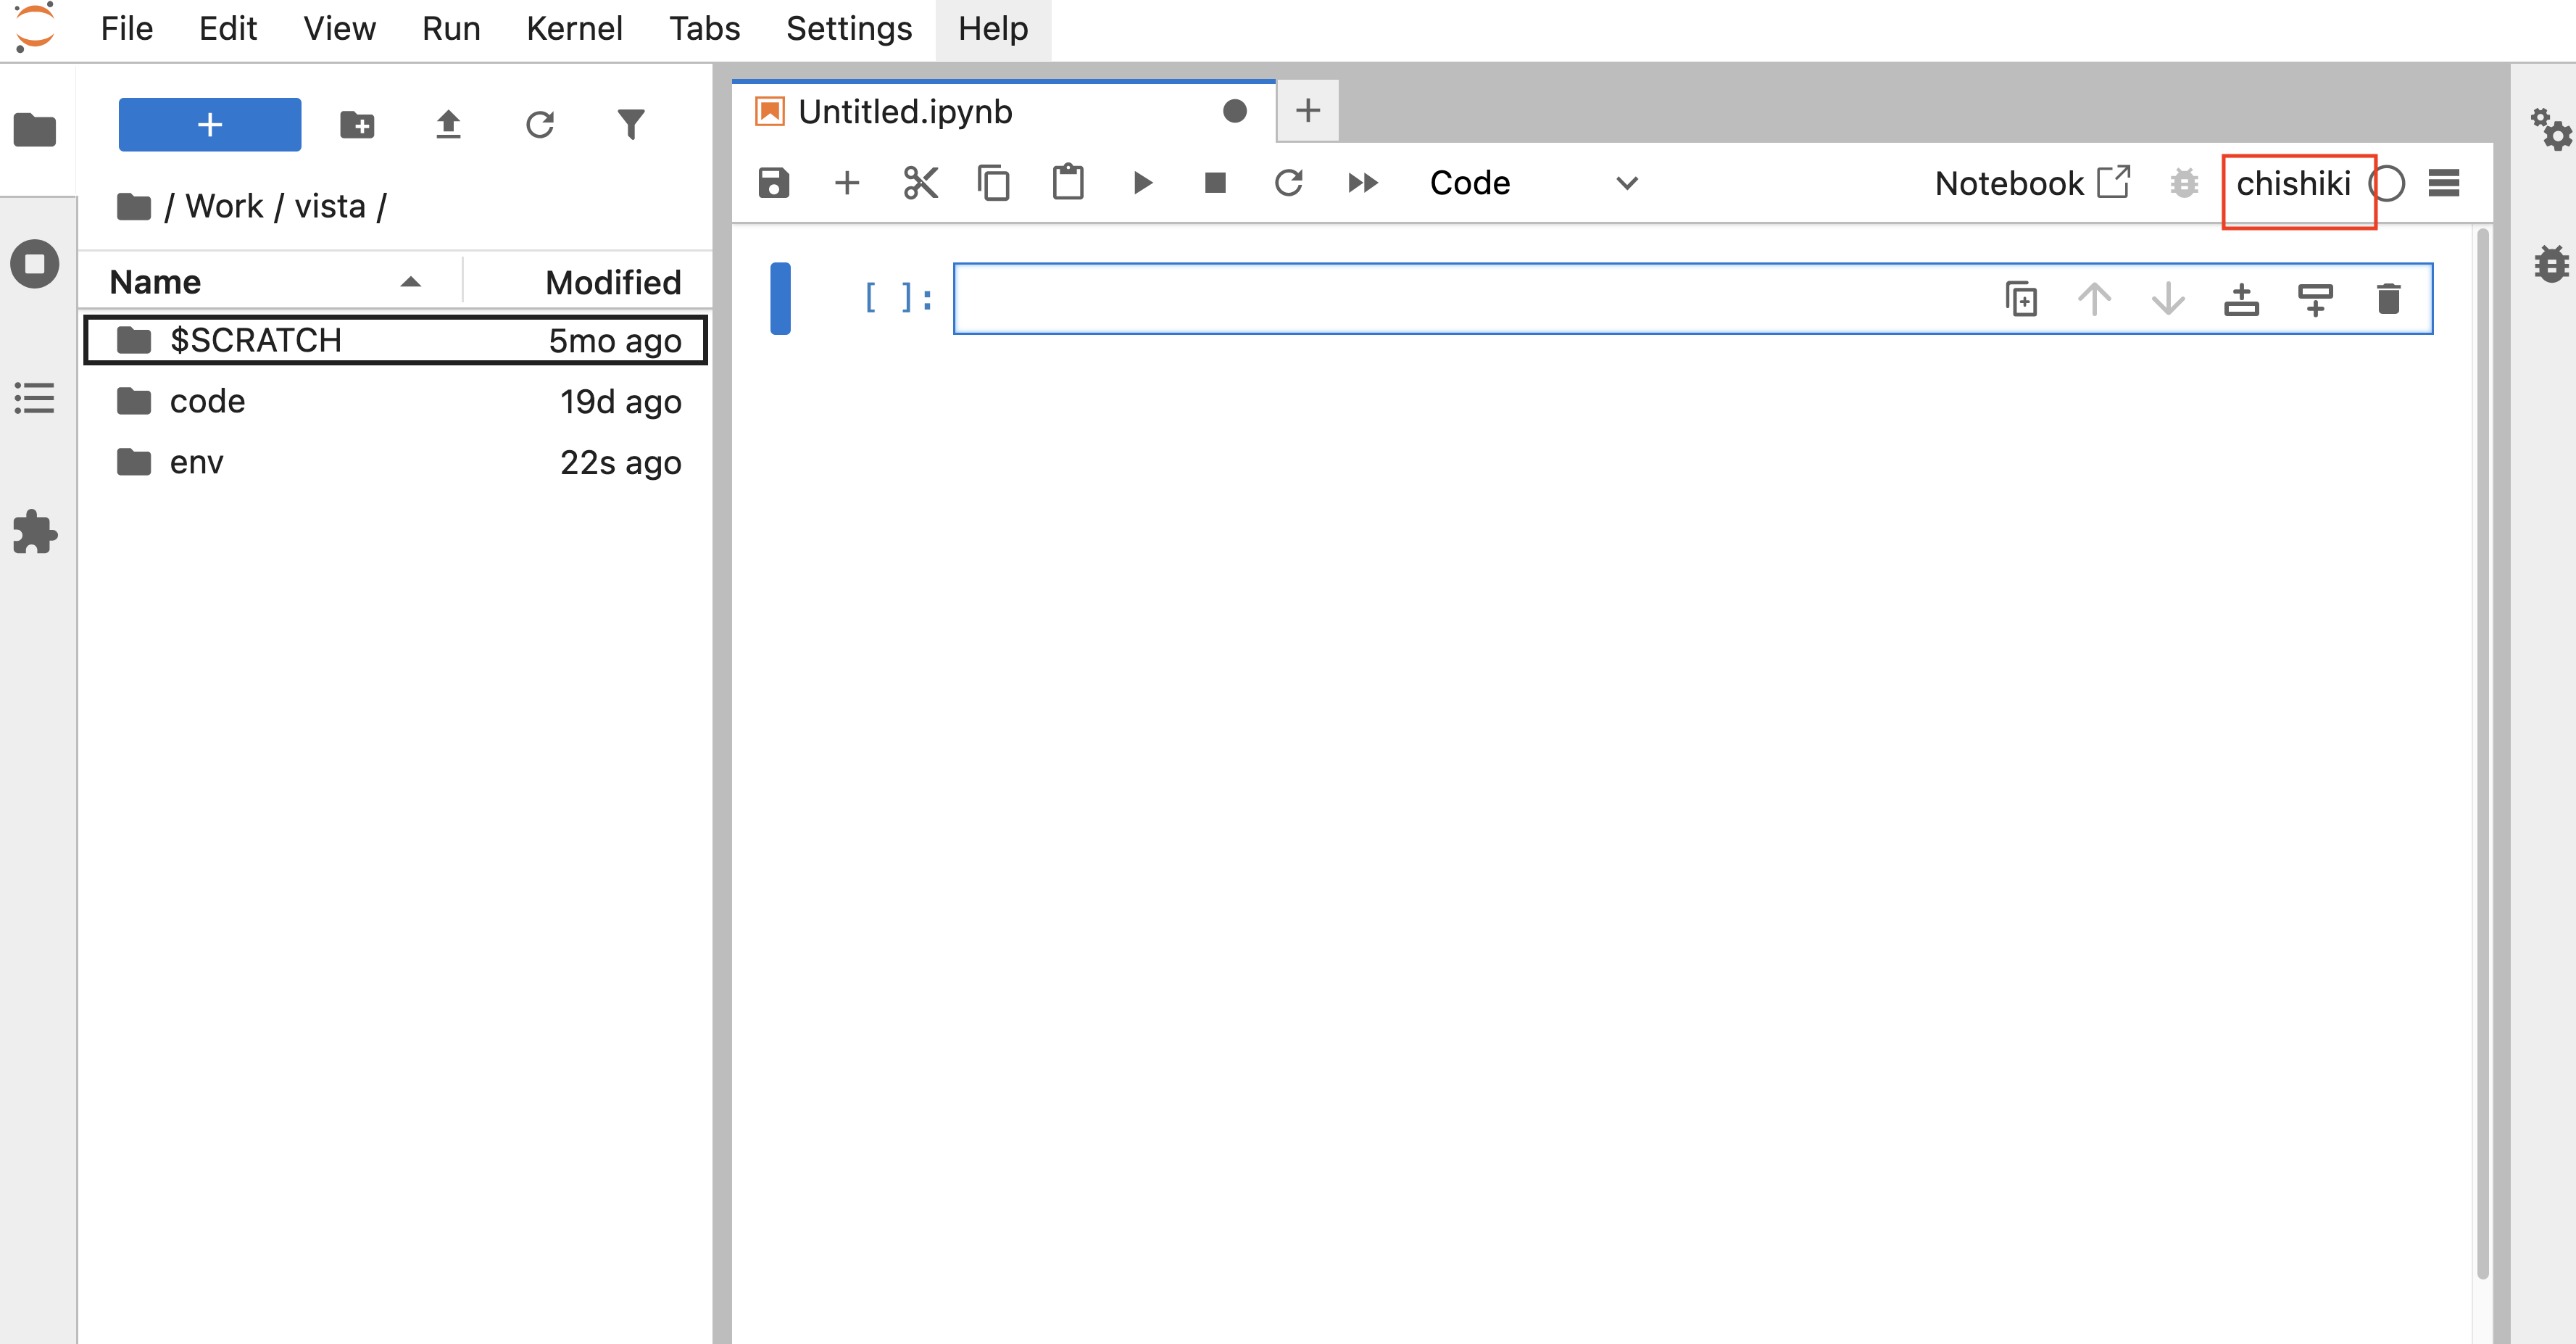 File Edit View Run Kernel Tabs Settings Help
Untitled.ipynb
Code Notebook chishiki
/ Work / vista /
Name Modified
$SCRATCH 5mo ago
code 19d ago
env 22s ago
[ ]: